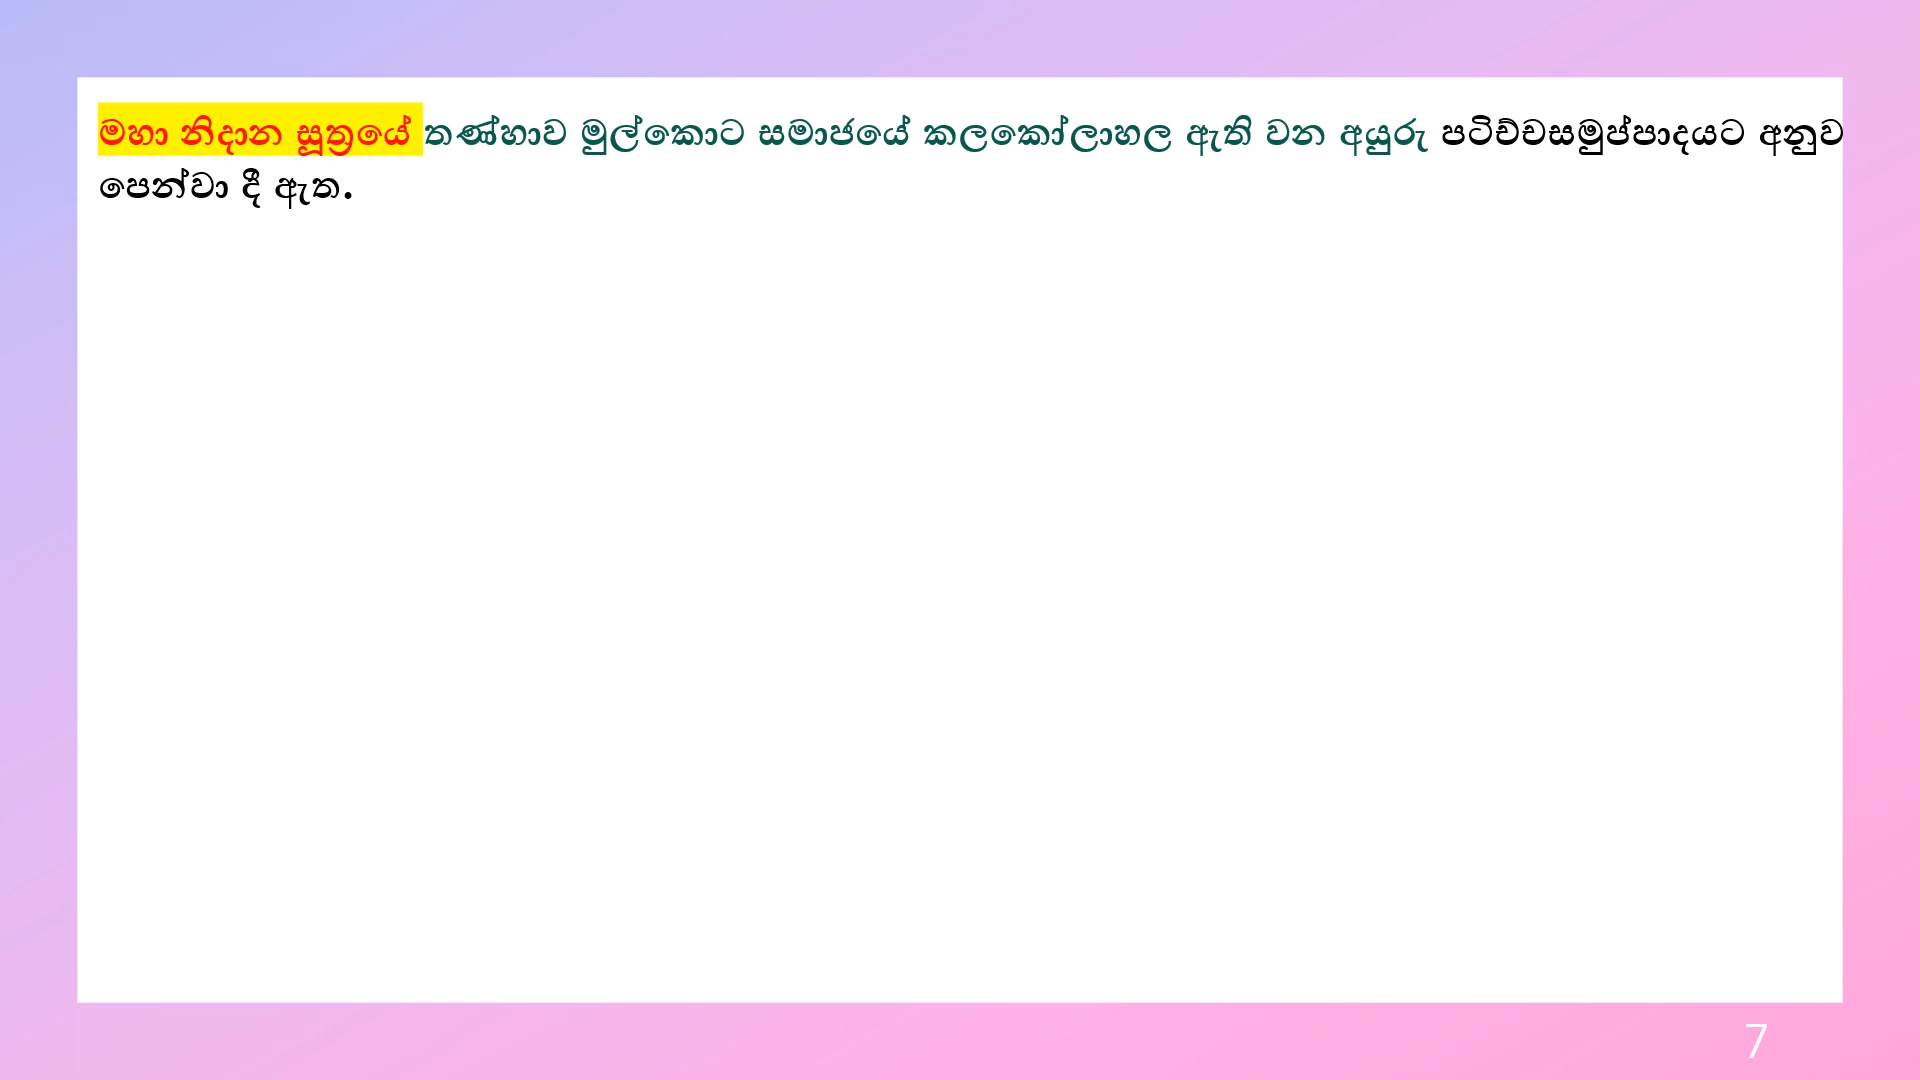 මහා නිදාන සූත්‍රයේ තණ්හාව මුල්කොට සමාජයේ කලකෝලාහල ඇති වන අයුරු පටිච්චසමුප්පාදයට අනුව
පෙන්වා දී ඇත.
7